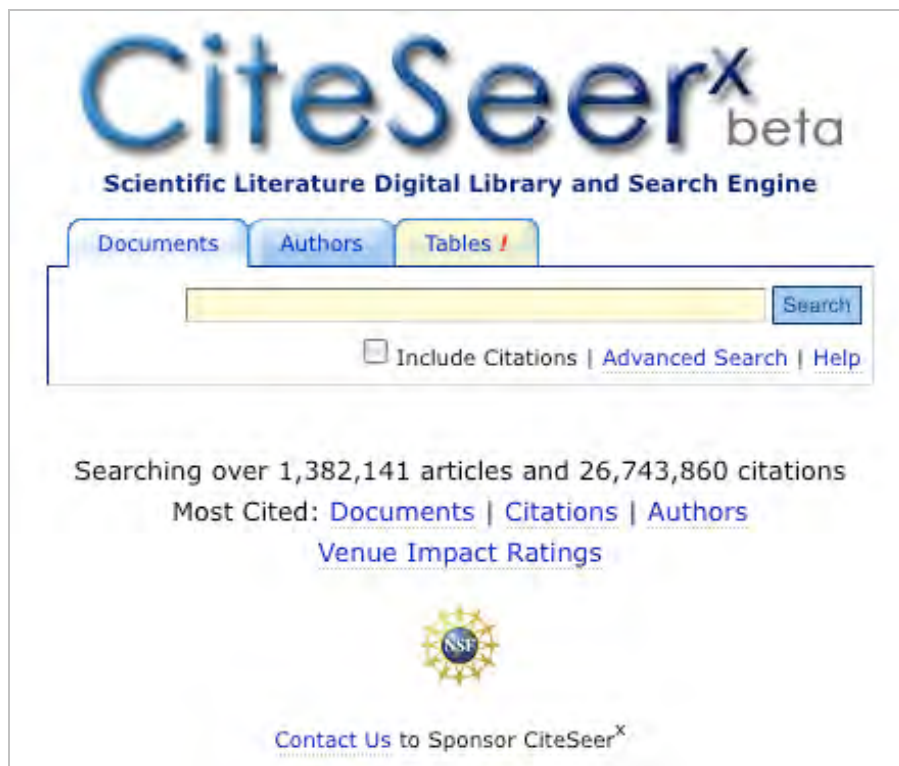 CiteSeerx beta
Scientific Literature Digital Library and Search Engine
Documents Authors Tables !
Search
Include Citations | Advanced Search | Help
Searching over 1,382,141 articles and 26,743,860 citations
Most Cited: Documents | Citations | Authors
Venue Impact Ratings
NSF
Contact Us to Sponsor CiteSeerX